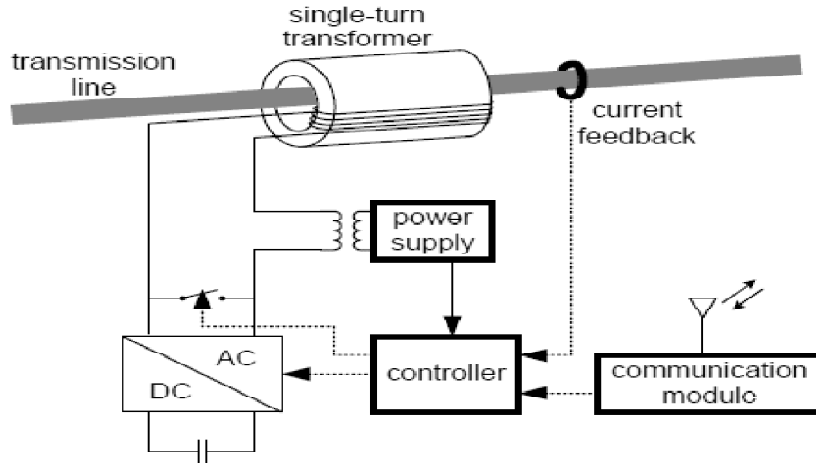 single-turn
transformer
transmission
line
current
feedback
power
supply
AC
DC
controller
communication
module